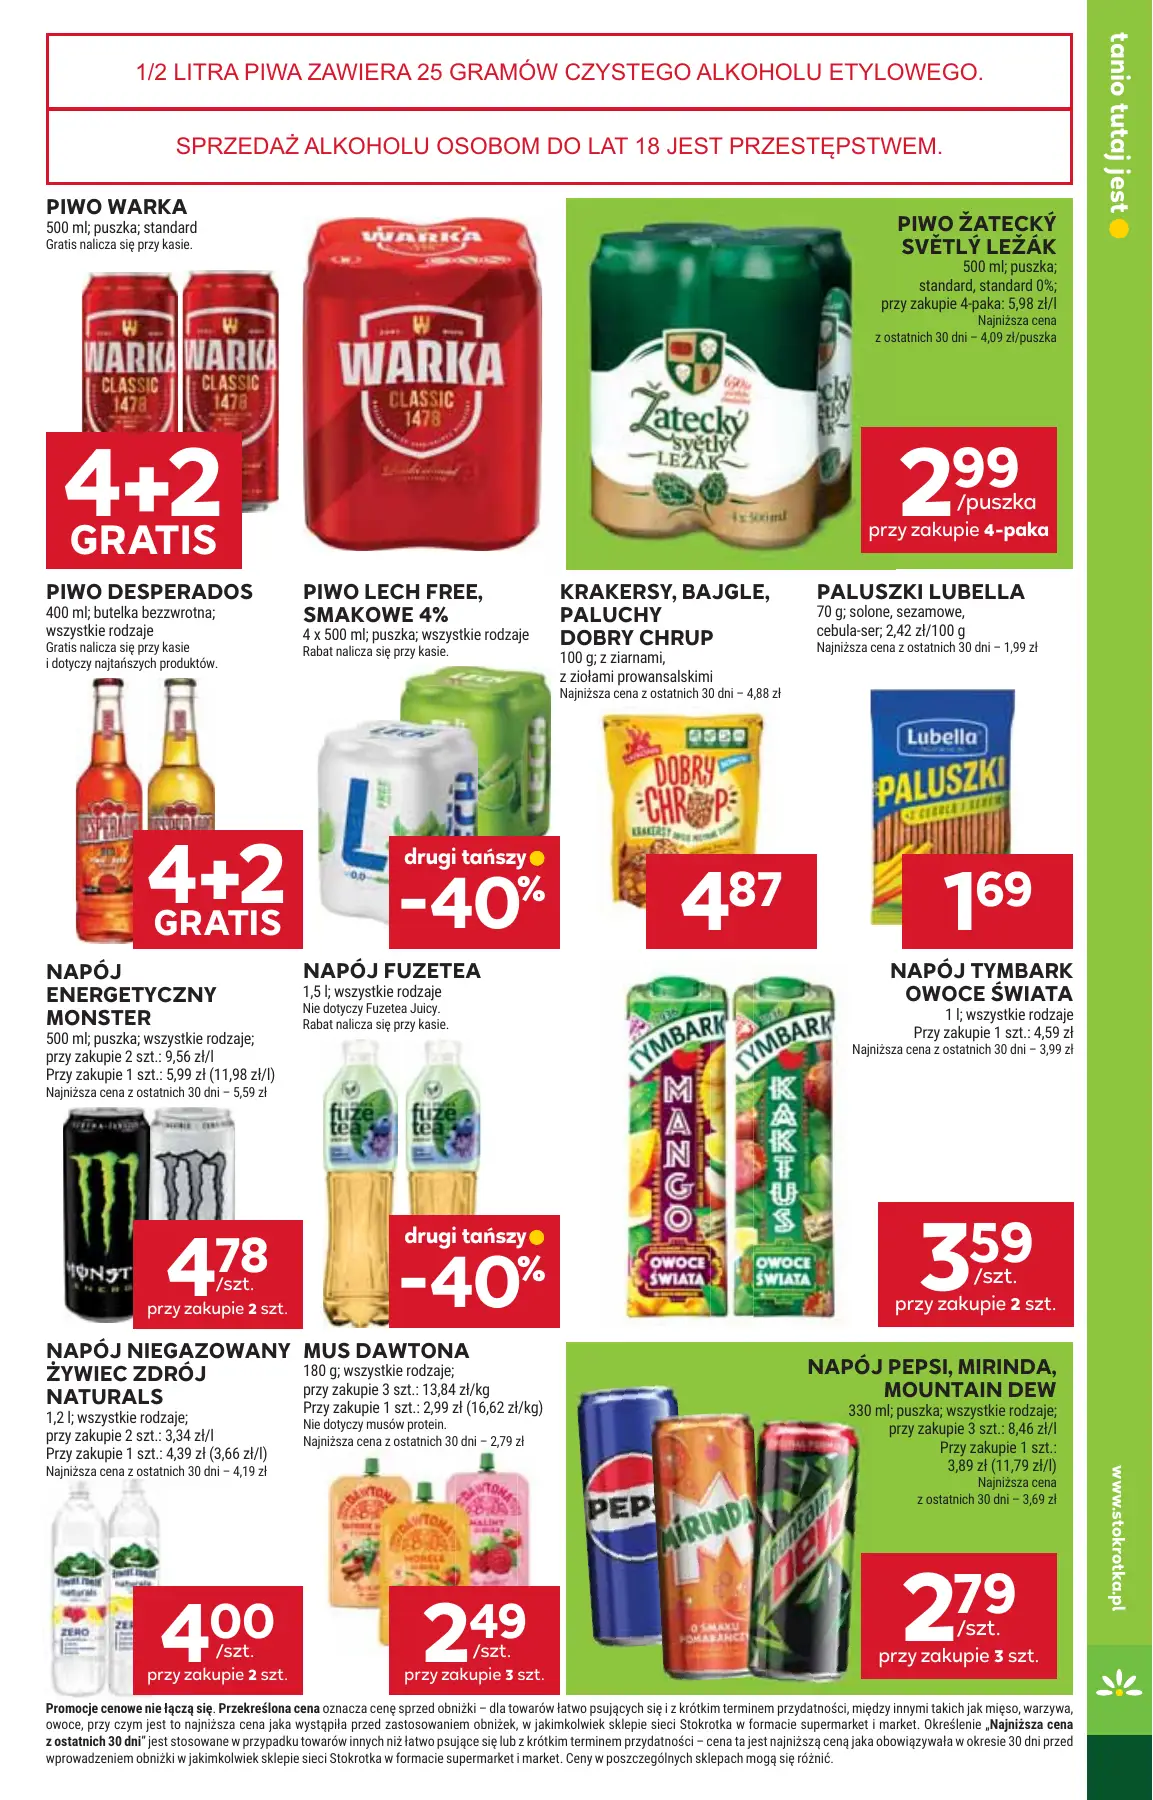 1/2 LITRA PIWA ZAWIERA 25 GRAMÓW CZYSTEGO ALKOHOLU ETYLOWEGO.
SPRZEDAŻ ALKOHOLU OSOBOM DO LAT 18 JEST PRZESTĘPSTWEM.
tanio tutaj jest
PIWO WARKA
500 ml; puszka; standard
Gratis nalicza się przy kasie.
WARKA
CLASSIC
1478
WARKA
CLASSIC
1478
4+2
GRATIS
WARKA
WARKA
CLASSIC
1478
PIWO ŽATECKÝ
SVĚTLÝ LEŽÁK
500 ml; puszka;
standard, standard 0%;
przy zakupie 4-paka: 5,98 zł/l
Najniższa cena
z ostatnich 30 dni – 4,09 zł/puszka
Žatecký
světlý
LEŽÁK
4x500ml
2 99
/puszka
przy zakupie 4-paka
PIWO DESPERADOS
400 ml; butelka bezzwrotna;
wszystkie rodzaje
Gratis nalicza się przy kasie
i dotyczy najtańszych produktów.
4+2
GRATIS
PIWO LECH FREE,
SMAKOWE 4%
4 x 500 ml; puszka; wszystkie rodzaje
Rabat nalicza się przy kasie.
LECH
FREE
LECH
0,0
drugi tańszy
-40%
KRAKERSY, BAJGLE,
PALUCHY
DOBRY CHRUP
100 g; z ziarnami,
z ziołami prowansalskimi
Najniższa cena z ostatnich 30 dni – 4,88 zł
DOBRY
CHRUP
KRAKERSY
4 87
PALUSZKI LUBELLA
70 g; solone, sezamowe,
cebula-ser; 2,42 zł/100 g
Najniższa cena z ostatnich 30 dni – 1,99 zł
Lubella
PALUSZKI
1 69
NAPÓJ
ENERGETYCZNY
MONSTER
500 ml; puszka; wszystkie rodzaje;
przy zakupie 2 szt.: 9,56 zł/l
Przy zakupie 1 szt.: 5,99 zł (11,98 zł/l)
Najniższa cena z ostatnich 30 dni – 5,59 zł
4 78
/szt.
przy zakupie 2 szt.
NAPÓJ FUZETEA
1,5 l; wszystkie rodzaje
Nie dotyczy Fuzetea Juicy.
Rabat nalicza się przy kasie.
fuze
tea
fuze
tea
drugi tańszy
-40%
NAPÓJ TYMBARK
OWOCE ŚWIATA
1 l; wszystkie rodzaje
Przy zakupie 1 szt.: 4,59 zł
Najniższa cena z ostatnich 30 dni – 3,99 zł
TYMBARK
MANGO
OWOCE
ŚWIATA
TYMBARK
KAKTUS
OWOCE
ŚWIATA
3 59
/szt.
przy zakupie 2 szt.
NAPÓJ NIEGAZOWANY
ŻYWIEC ZDRÓJ
NATURALS
1,2 l; wszystkie rodzaje;
przy zakupie 2 szt.: 3,34 zł/l
Przy zakupie 1 szt.: 4,39 zł (3,66 zł/l)
Najniższa cena z ostatnich 30 dni – 4,19 zł
naturals
ZERO
4 00
/szt.
przy zakupie 2 szt.
MUS DAWTONA
180 g; wszystkie rodzaje;
przy zakupie 3 szt.: 13,84 zł/kg
Przy zakupie 1 szt.: 2,99 zł (16,62 zł/kg)
Nie dotyczy musów protein.
Najniższa cena z ostatnich 30 dni – 2,79 zł
DAWTONA
DAWTONA
MORELA
DAWTONA
MALINY
2 49
/szt.
przy zakupie 3 szt.
NAPÓJ PEPSI, MIRINDA,
MOUNTAIN DEW
330 ml; puszka; wszystkie rodzaje;
przy zakupie 3 szt.: 8,46 zł/l
Przy zakupie 1 szt.:
3,89 zł (11,79 zł/l)
Najniższa cena
z ostatnich 30 dni – 3,69 zł
PEPSI
MIRINDA
O SMAKU
POMARAŃCZY
2 79
/szt.
przy zakupie 3 szt.
www.stokrotka.pl
Promocje cenowe nie łączą się. Przekreślona cena oznacza cenę sprzed obniżki – dla towarów łatwo psujących się i z krótkim terminem przydatności, między innymi takich jak mięso, warzywa,
owoce, przy czym jest to najniższa cena jaka wystąpiła przed zastosowaniem obniżek, w jakimkolwiek sklepie sieci Stokrotka w formacie supermarket i market. Określenie „Najniższa cena
z ostatnich 30 dni” jest stosowane w przypadku towarów innych niż łatwo psujące się lub z krótkim terminem przydatności – cena ta jest najniższą ceną jaka obowiązywała w okresie 30 dni przed
wprowadzeniem obniżki w jakimkolwiek sklepie sieci Stokrotka w formacie supermarket i market. Ceny w poszczególnych sklepach mogą się różnić.